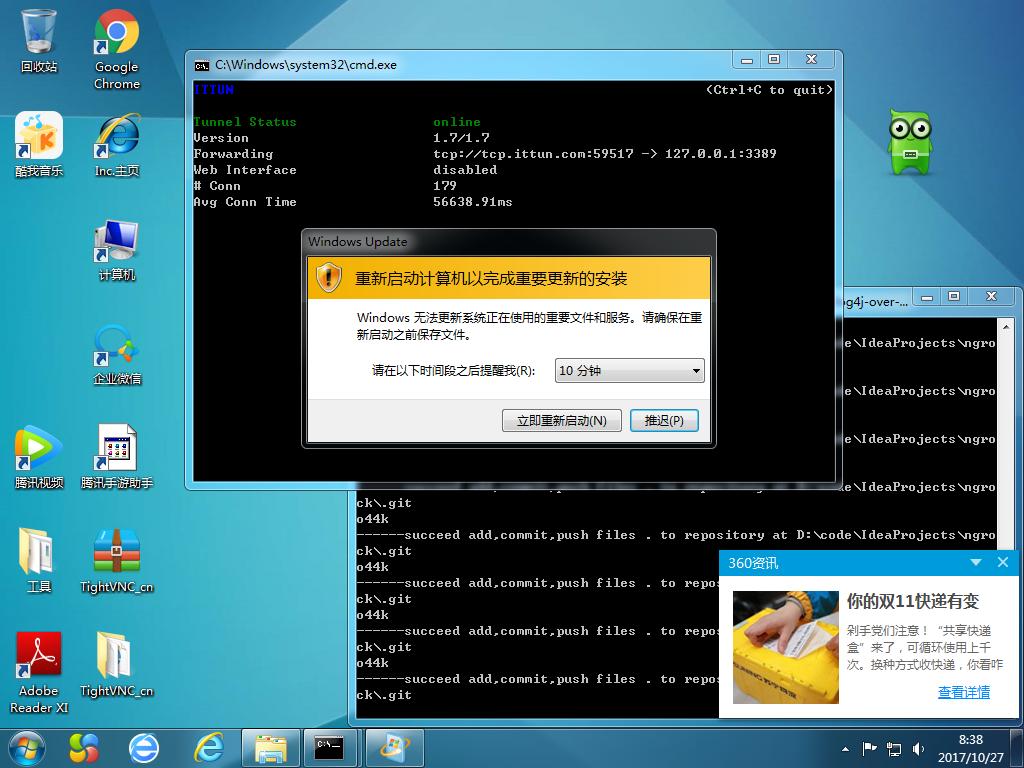 回收站
Google
Chrome
酷我音乐
Inc.主页
计算机
企业微信
腾讯视频
腾讯手游助手
工具
TightVNC_cn
Adobe
Reader XI
TightVNC_cn
C:\Windows\system32\cmd.exe
ITTUN (Ctrl+C to quit)
Tunnel Status online
Version 1.7/1.7
Forwarding tcp://tcp.ittun.com:59517 -> 127.0.0.1:3389
Web Interface disabled
# Conn 179
Avg Conn Time 56638.91ms
Windows Update
重新启动计算机以完成重要更新的安装
Windows 无法更新系统正在使用的重要文件和服务。请确保在重
新启动之前保存文件。
请在以下时间段之后提醒我(R): 10 分钟
立即重新启动(N) 推迟(P)
og4j-over-...
e\IdeaProjects\ngro
e\IdeaProjects\ngro
e\IdeaProjects\ngro
e\IdeaProjects\ngro
ck\.git
o44k
------succeed add,commit,push files . to repository at D:\code\IdeaProjects\ngro
ck\.git
o44k
------succeed add,commit,push files . to repos
ck\.git
o44k
------succeed add,commit,push files . to repos
ck\.git
o44k
------succeed add,commit,push files . to repos
ck\.git
360资讯
你的双11快递有变
剁手党们注意！“共享快递
盒”来了，可循环使用上千
次。换种方式收快递，你看咋
查看详情
8:38
2017/10/27